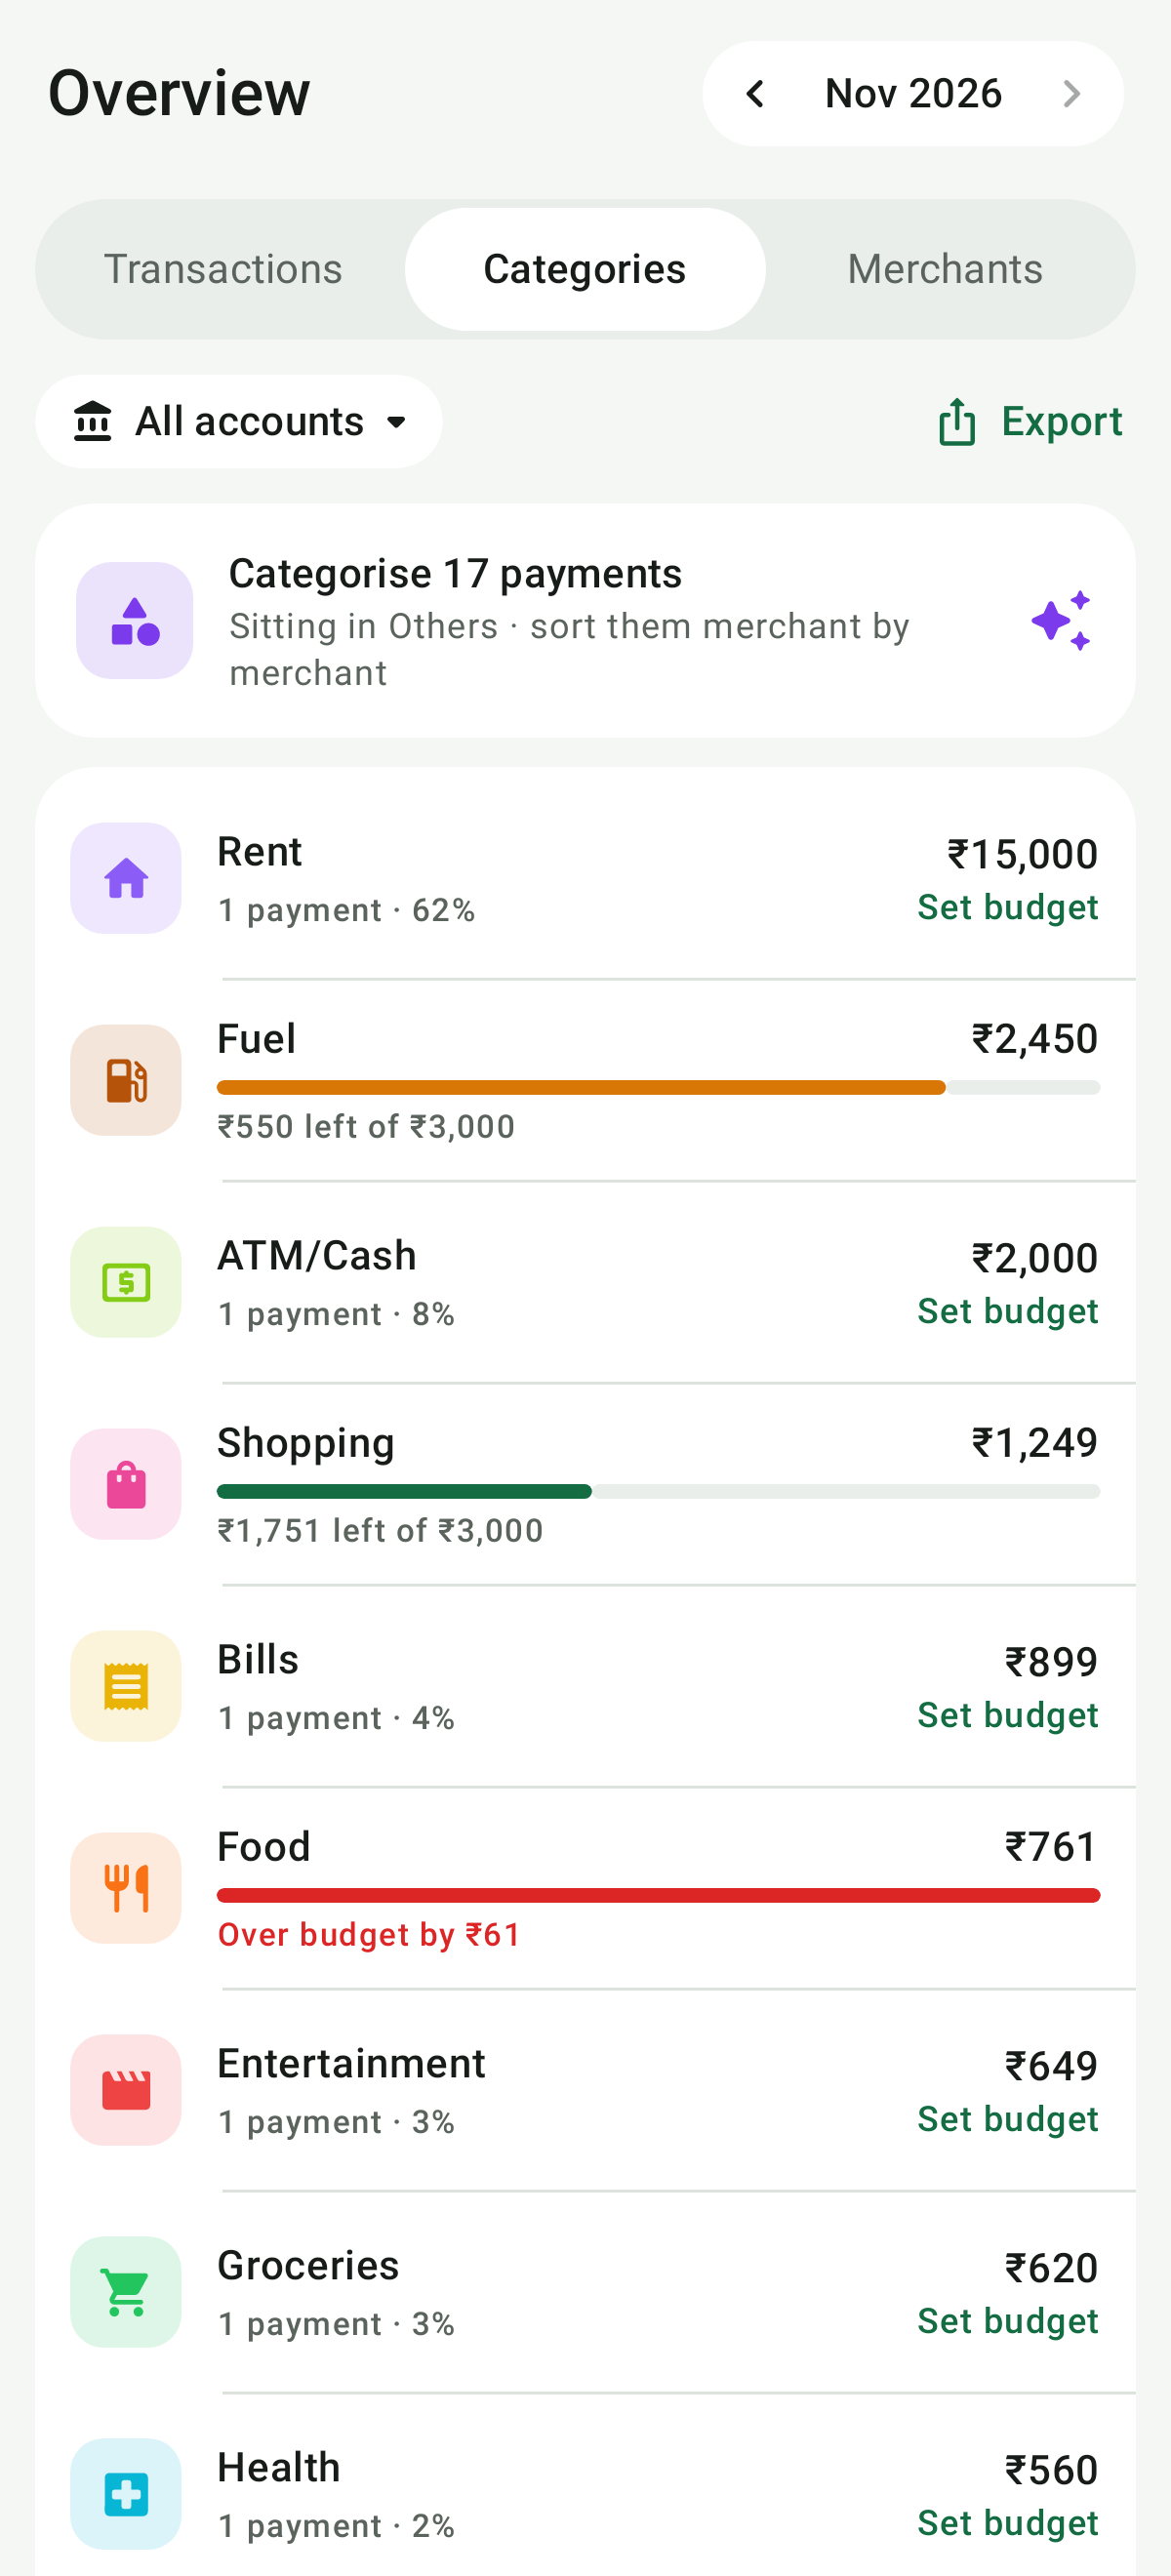 Overview
Nov 2026
Transactions
Categories
Merchants
All accounts
Export
Categorise 17 payments
Sitting in Others · sort them merchant by
merchant
Rent
₹15,000
1 payment · 62%
Set budget
Fuel
₹2,450
₹550 left of ₹3,000
ATM/Cash
₹2,000
1 payment · 8%
Set budget
Shopping
₹1,249
₹1,751 left of ₹3,000
Bills
₹899
1 payment · 4%
Set budget
Food
₹761
Over budget by ₹61
Entertainment
₹649
1 payment · 3%
Set budget
Groceries
₹620
1 payment · 3%
Set budget
Health
₹560
1 payment · 2%
Set budget